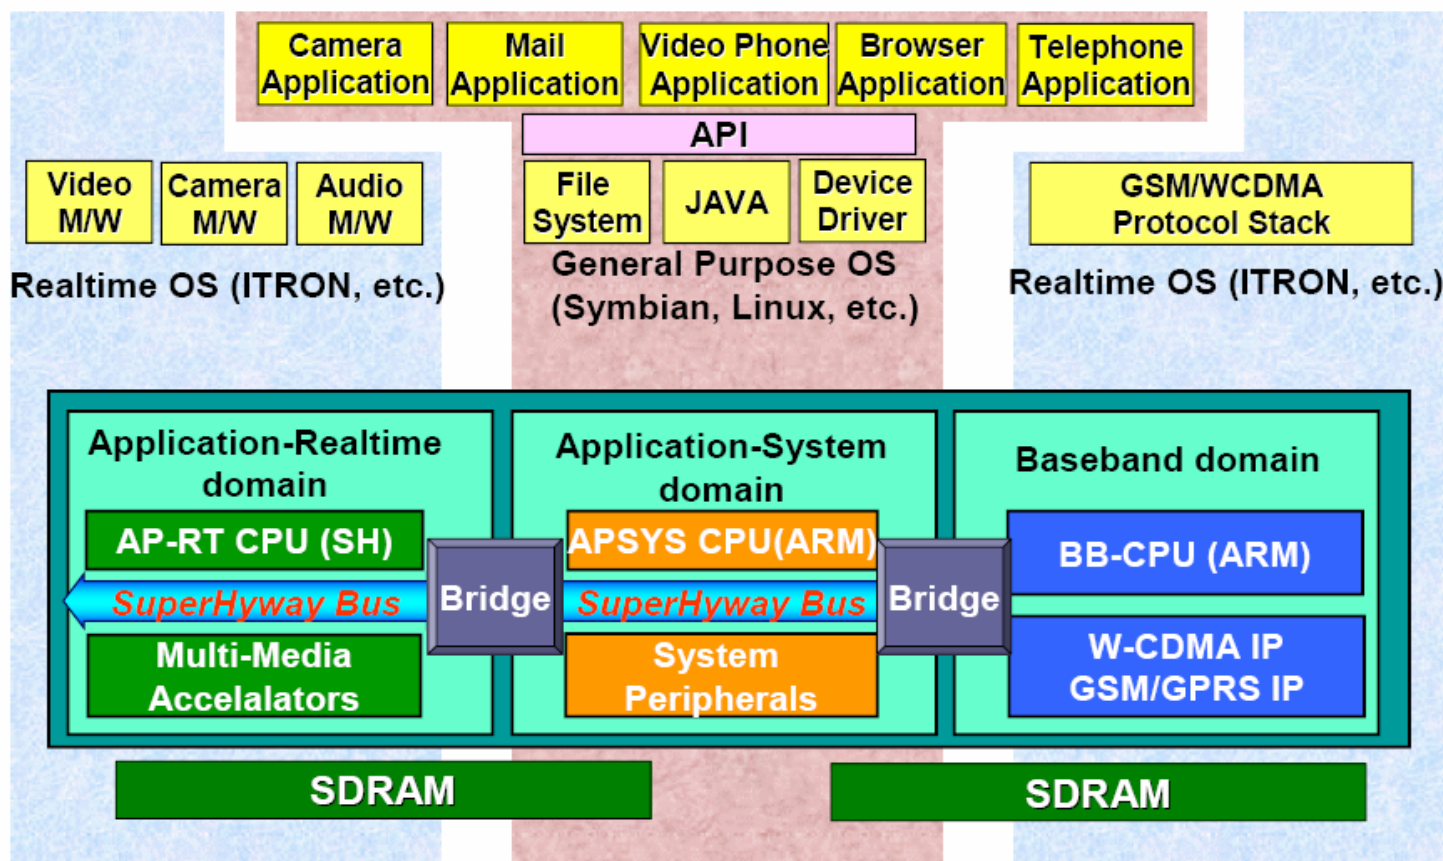 Camera
Application
Mail
Application
Video Phone
Application
Browser
Application
Telephone
Application
API
Video
M/W
Camera
M/W
Audio
M/W
File
System
JAVA
Device
Driver
GSM/WCDMA
Protocol Stack
Realtime OS (ITRON, etc.)
General Purpose OS
(Symbian, Linux, etc.)
Realtime OS (ITRON, etc.)
Application-Realtime
domain
Application-System
domain
Baseband domain
AP-RT CPU (SH)
APSYS CPU(ARM)
BB-CPU (ARM)
SuperHyway Bus
Bridge
SuperHyway Bus
Bridge
Multi-Media
Accelalators
System
Peripherals
W-CDMA IP
GSM/GPRS IP
SDRAM
SDRAM